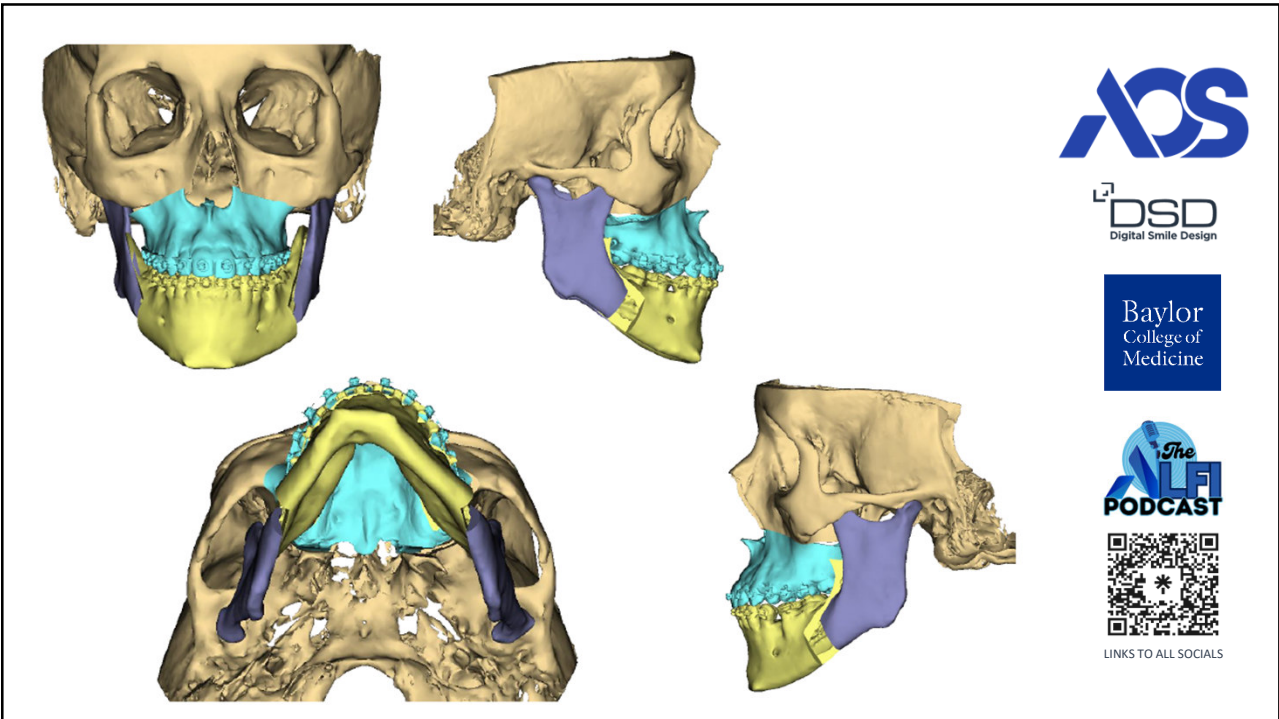 AOS
DSD
Digital Smile Design
Baylor
College of
Medicine
The
ALFI
PODCAST
LINKS TO ALL SOCIALS